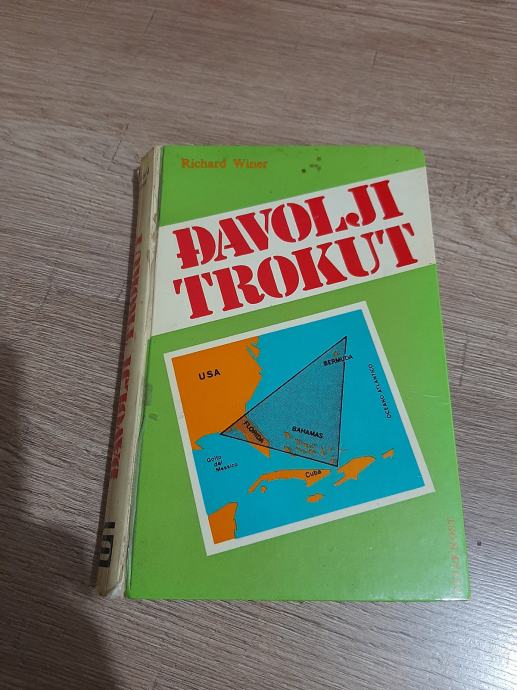 Richard Winer
ĐAVOLJI
TROKUT
USA
BERMUDA
OCEANO ATLANTICO
FLORIDA
BAHAMAS
Golfo
del
Messico
Cuba
ĐAVOLJI TROKUT